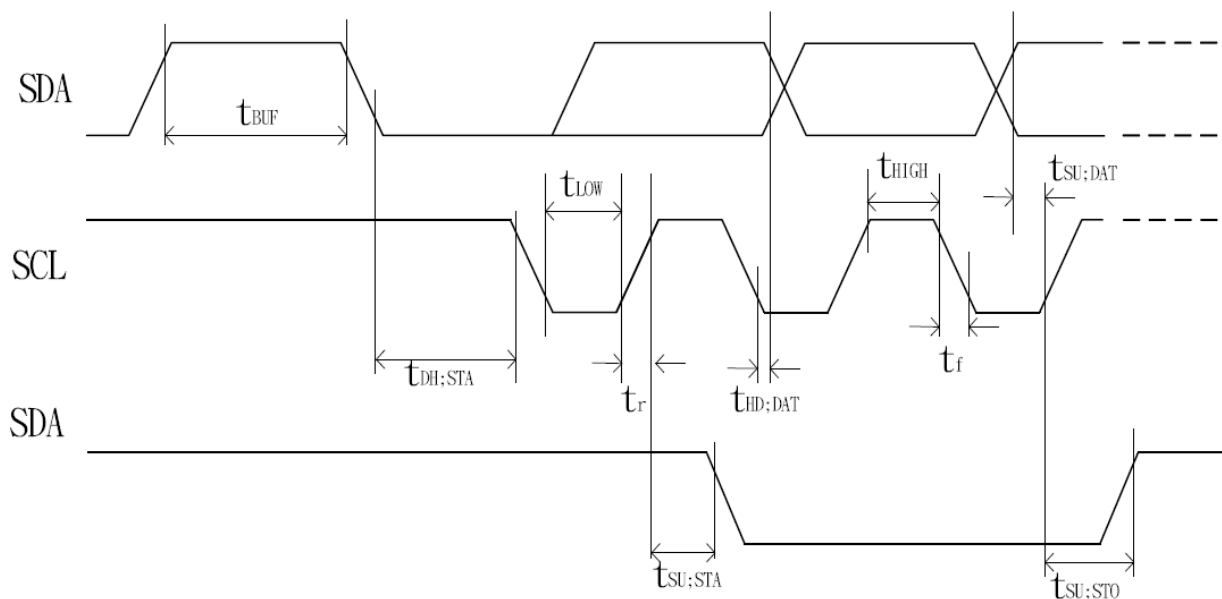 SDA
tBUF
tLOW
tHIGH
tSU;DAT
SCL
tDH;STA
tr
tHD;DAT
tf
SDA
tSU;STA
tSU;STO